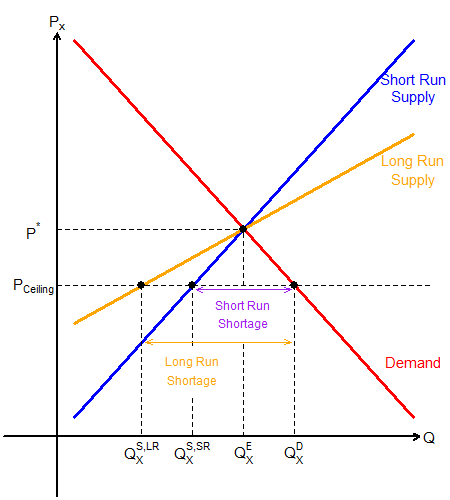 Pₓ
Short Run
Supply
Long Run
Supply
P*
P_Ceiling
Short Run
Shortage
Long Run
Shortage
Demand
Q
Q_X^S,LR Q_X^S,SR Q_X^E Q_X^D